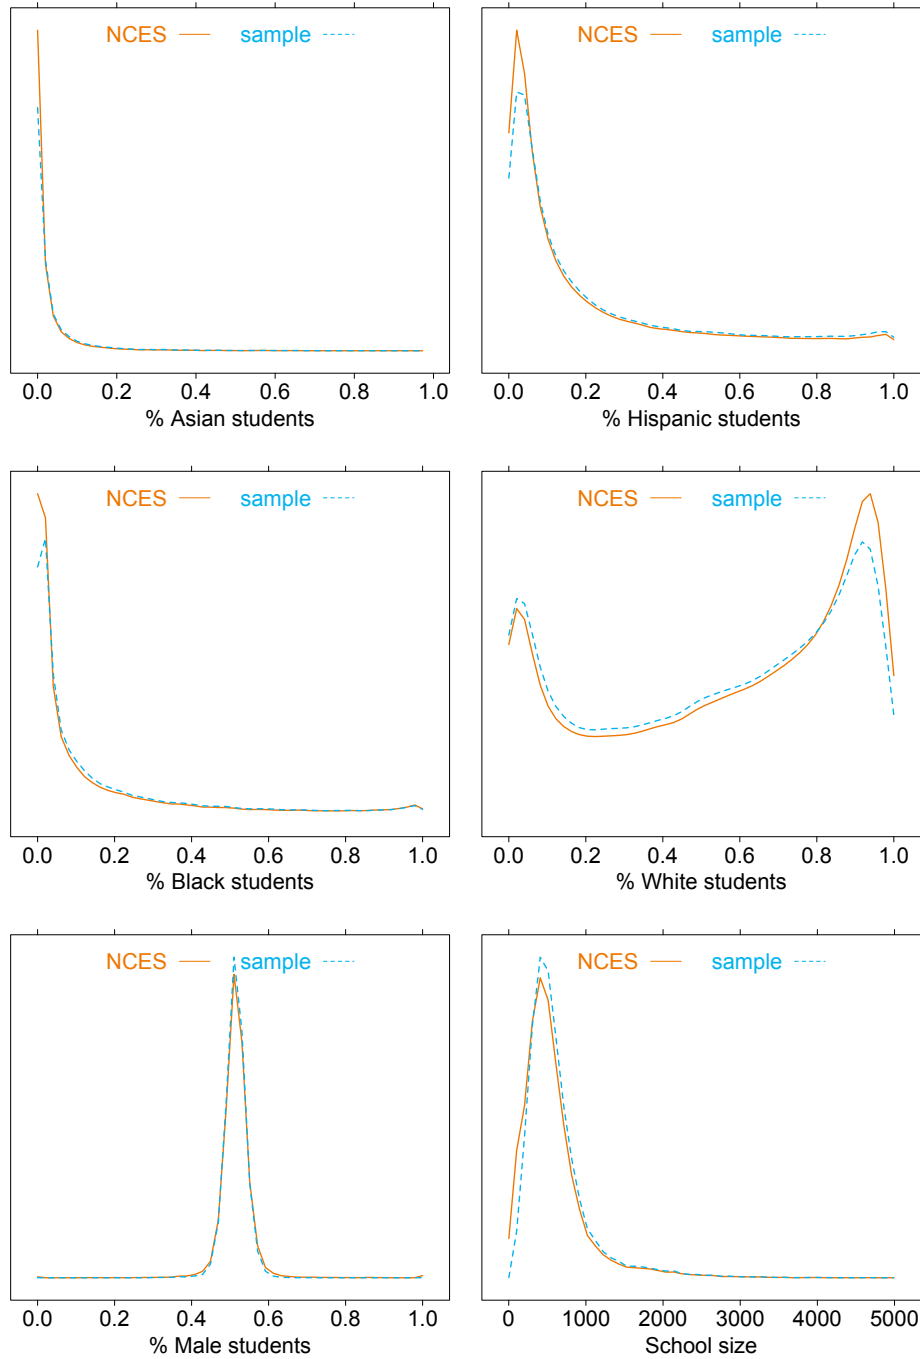 NCES sample
0.0 0.2 0.4 0.6 0.8 1.0
% Asian students
NCES sample
0.0 0.2 0.4 0.6 0.8 1.0
% Hispanic students
NCES sample
0.0 0.2 0.4 0.6 0.8 1.0
% Black students
NCES sample
0.0 0.2 0.4 0.6 0.8 1.0
% White students
NCES sample
0.0 0.2 0.4 0.6 0.8 1.0
% Male students
NCES sample
0 1000 2000 3000 4000 5000
School size